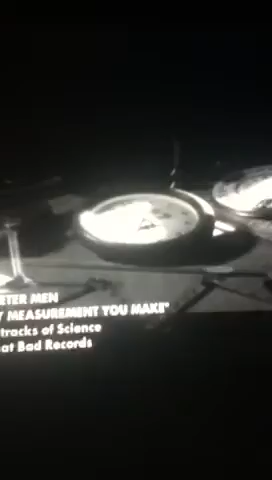 ETER MEN
Y MEASUREMENT YOU MAKE"
tracks of Science
at Bad Records